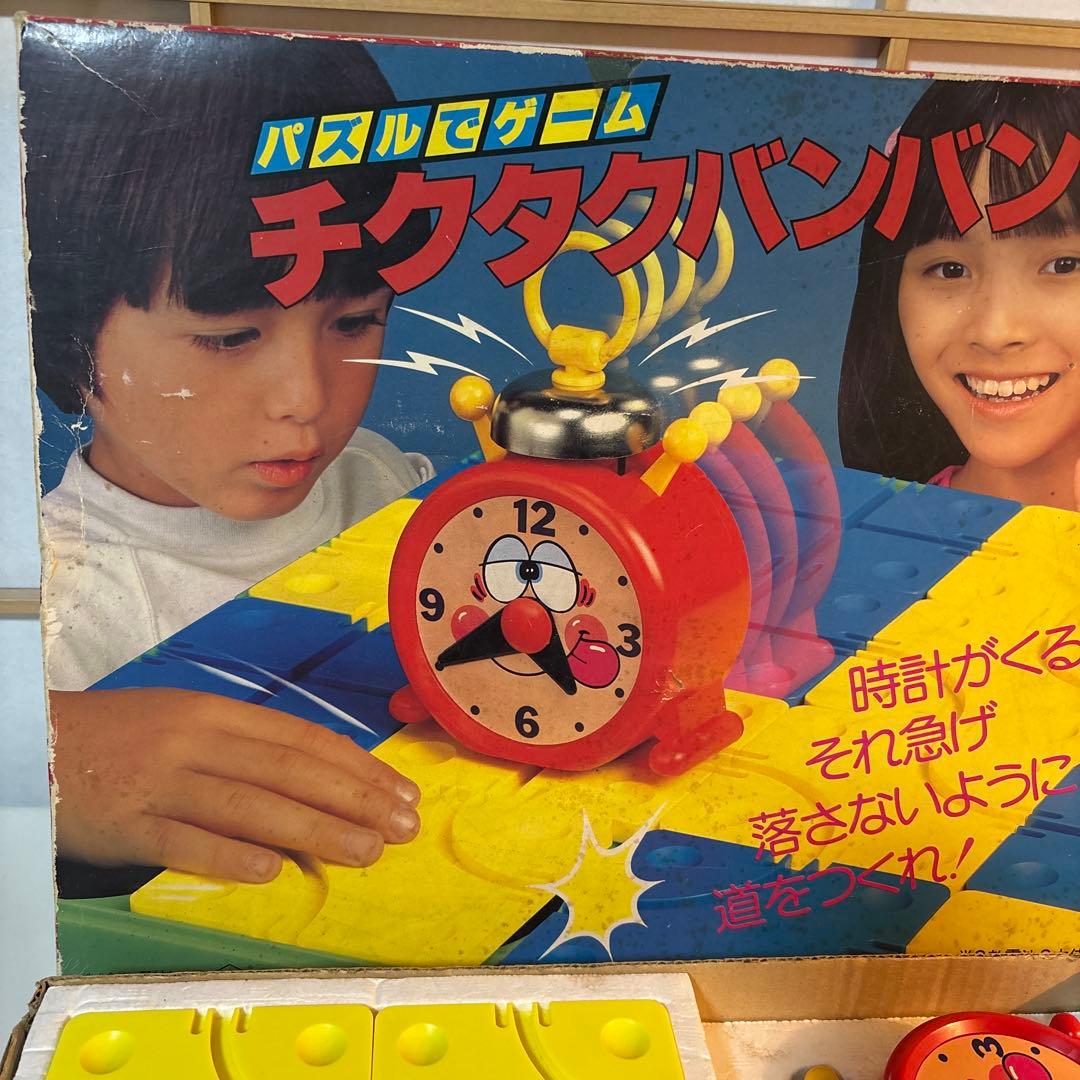 パズルでゲーム
チクタクバンバン
12
9
3
6
時計がくる
それ急げ
落さないように
道をつくれ!
3